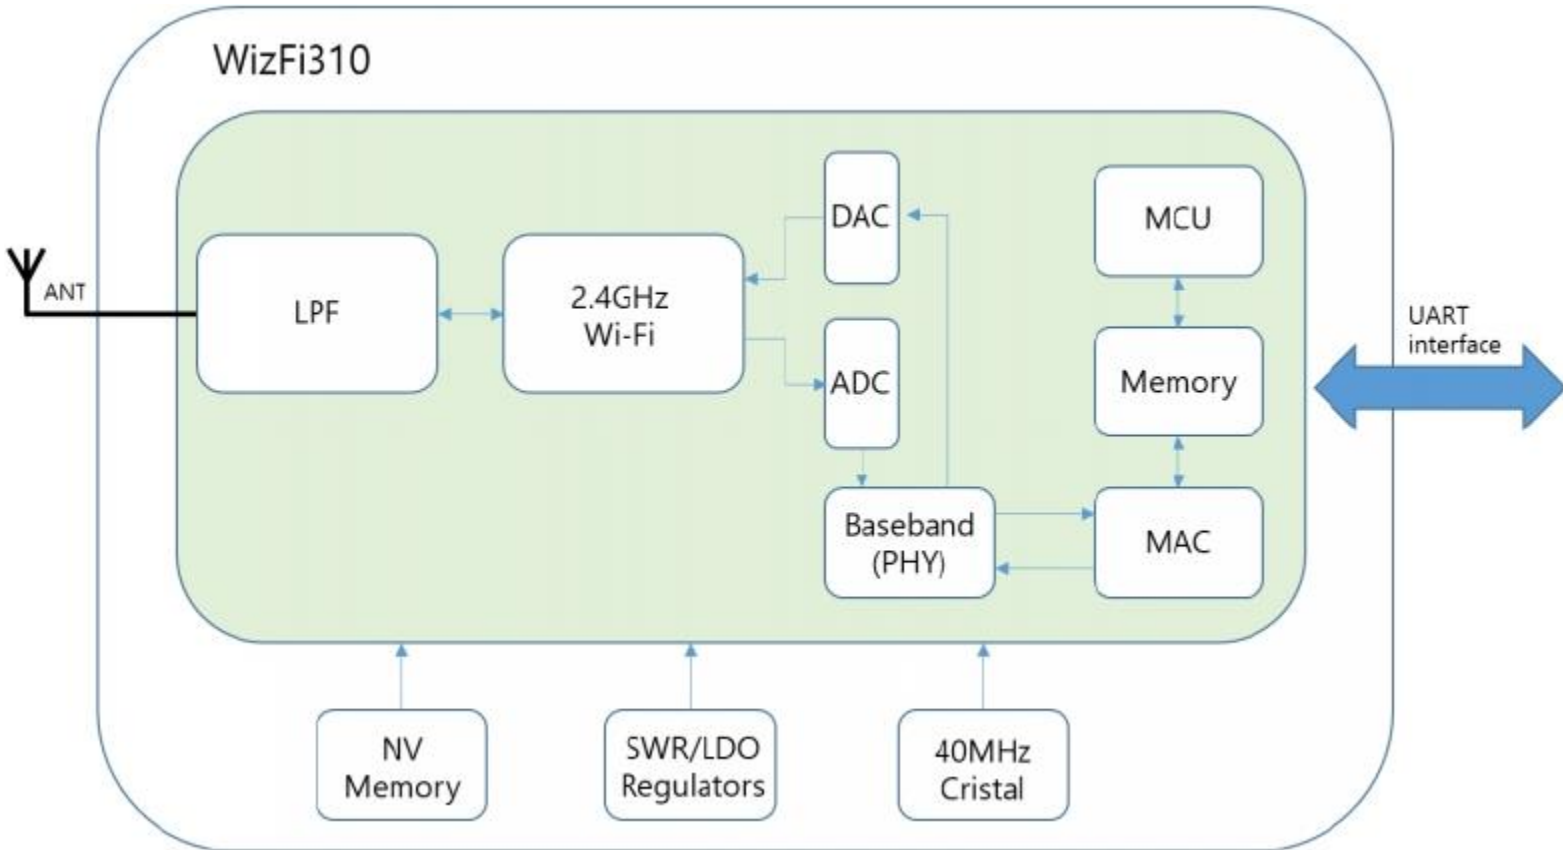 WizFi310
ANT
LPF
2.4GHz
Wi-Fi
DAC
ADC
Baseband
(PHY)
MCU
Memory
MAC
UART
interface
NV
Memory
SWR/LDO
Regulators
40MHz
Cristal